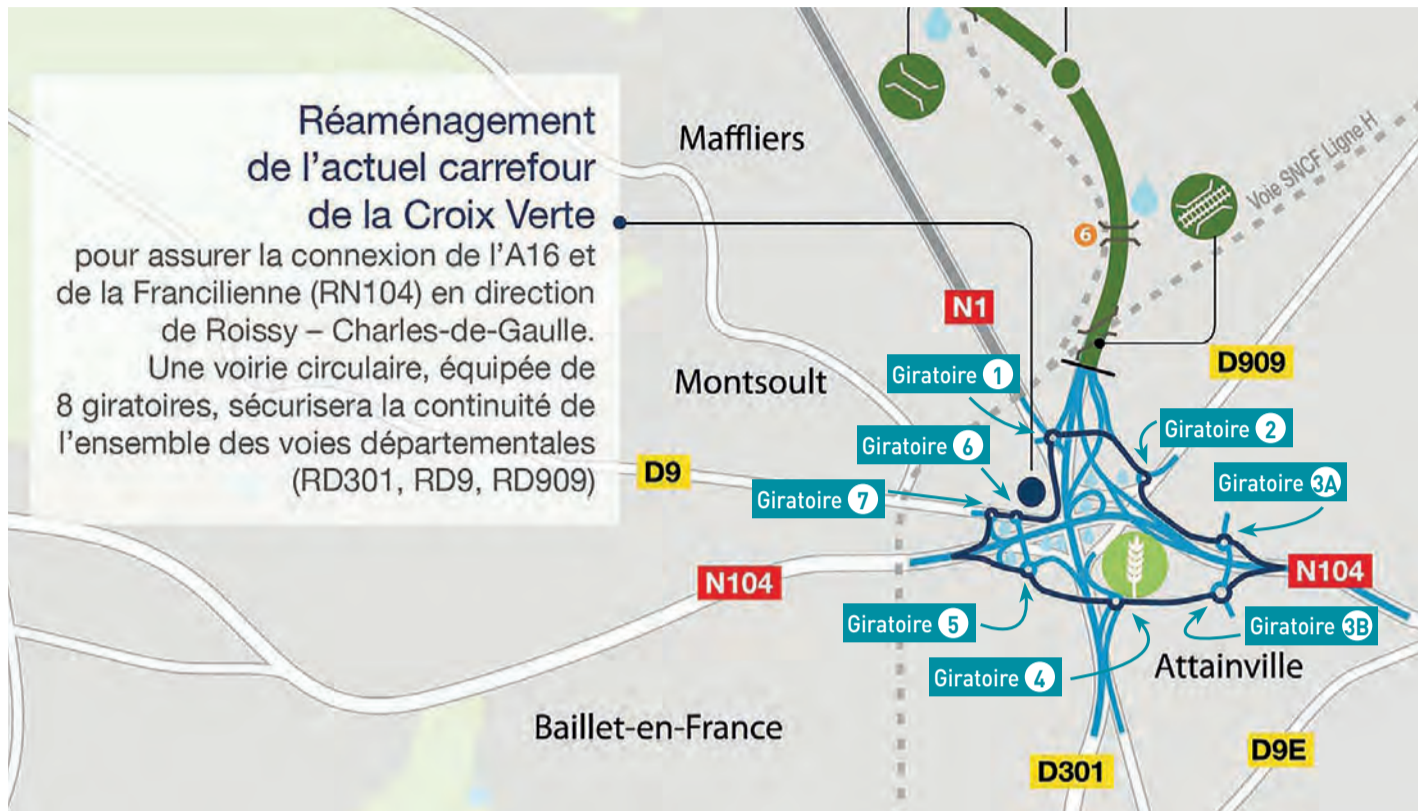 Réaménagement
de l'actuel carrefour
de la Croix Verte
pour assurer la connexion de l'A16 et
de la Francilienne (RN104) en direction
de Roissy – Charles-de-Gaulle.
Une voirie circulaire, équipée de
8 giratoires, sécurisera la continuité de
l'ensemble des voies départementales
(RD301, RD9, RD909)
Maffliers
Voie SNCF Ligne H
6
N1
Montsoult
D909
Giratoire 1
Giratoire 2
Giratoire 6
D9
Giratoire 3A
Giratoire 7
N104
N104
Giratoire 5
Giratoire 3B
Giratoire 4
Attainville
Baillet-en-France
D301
D9E